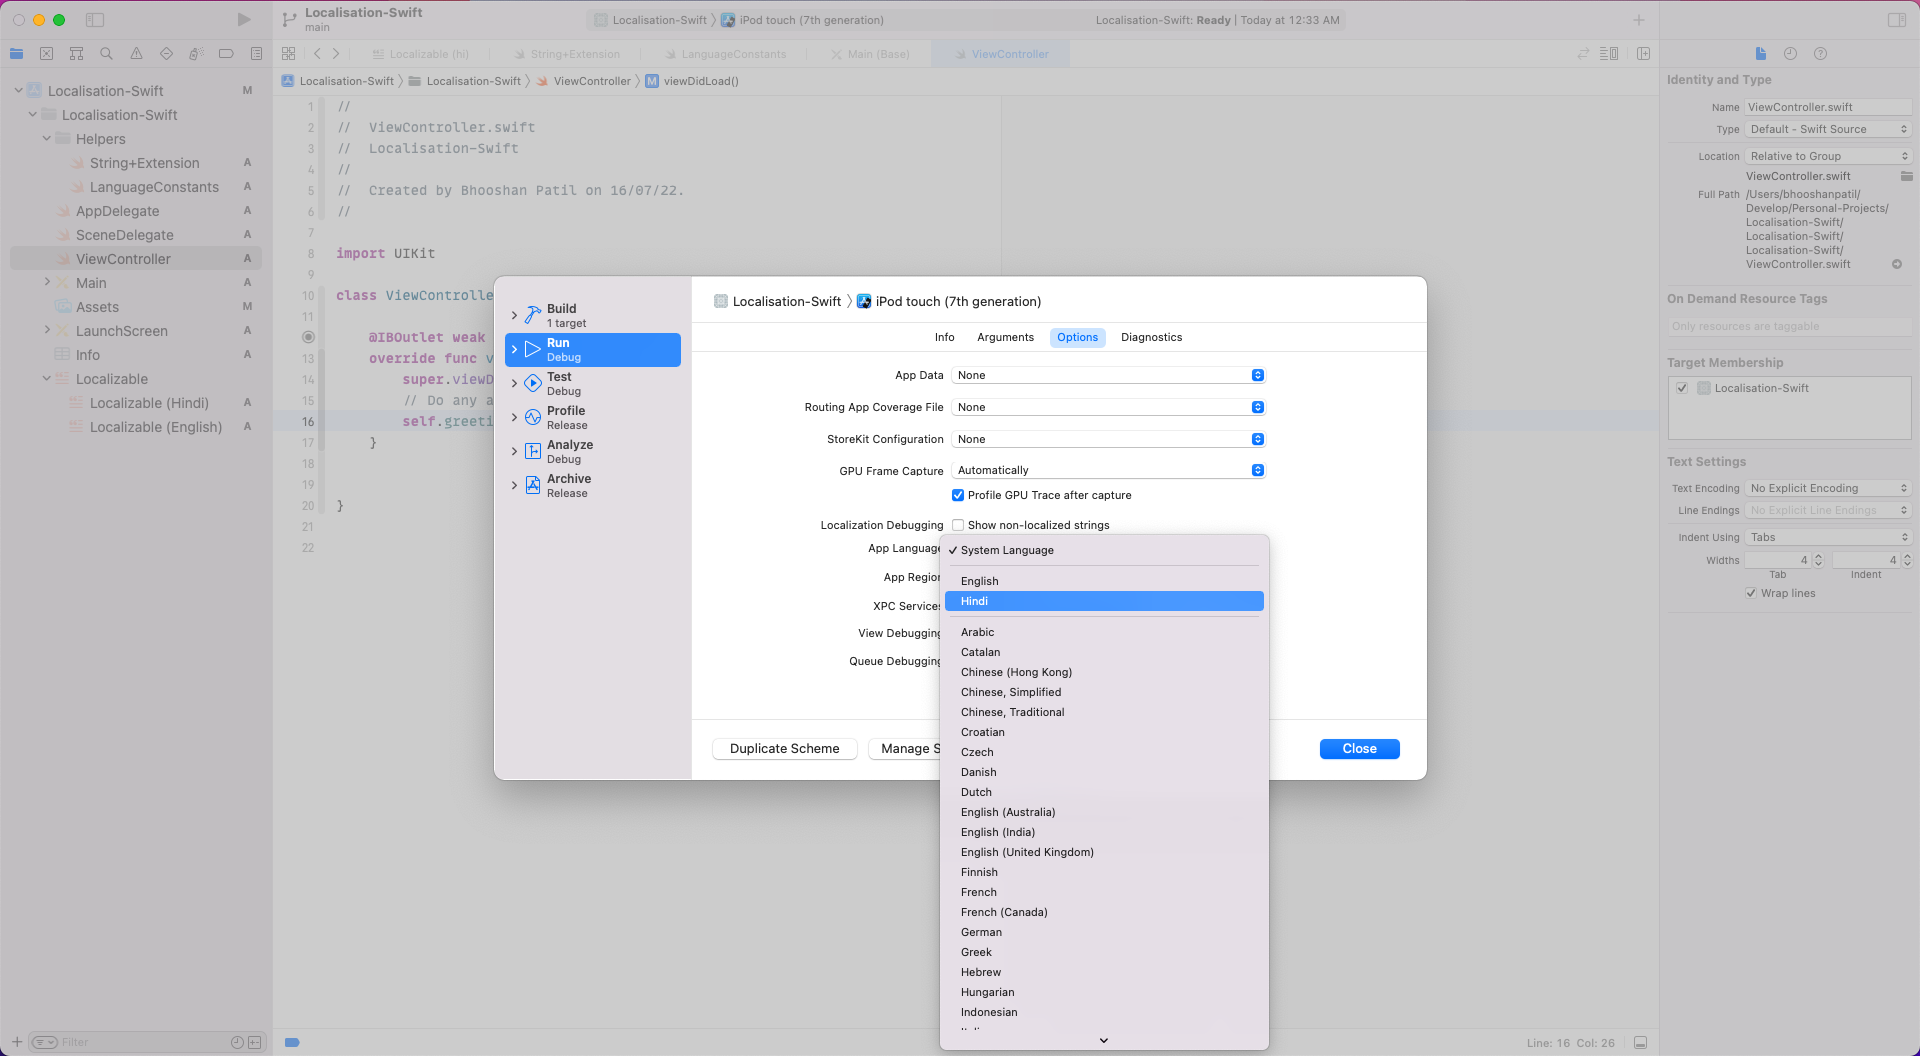 Localisation-Swift
main
Localisation-Swift 〉 iPod touch (7th generation)
Localisation-Swift: Ready | Today at 12:33 AM
Localizable (hi)
String+Extension
LanguageConstants
Main (Base)
ViewController
Localisation-Swift 〉 Localisation-Swift 〉 ViewController 〉 M viewDidLoad()
Localisation-Swift M
Localisation-Swift
Helpers
String+Extension A
LanguageConstants A
AppDelegate A
SceneDelegate A
ViewController A
Main A
Assets M
LaunchScreen A
Info A
Localizable
Localizable (Hindi) A
Localizable (English) A
Filter
1 //
2 //  ViewController.swift
3 //  Localisation-Swift
4 //
5 //  Created by Bhooshan Patil on 16/07/22.
6 //
7
8 import UIKit
9
10 class ViewControlle
11
@IBOutlet weak
13 override func v
14 super.viewD
15 // Do any a
16 self.greeti
17 }
18
19
20 }
21
22
Localisation-Swift 〉 iPod touch (7th generation)
Build
1 target
Run
Debug
Test
Debug
Profile
Release
Analyze
Debug
Archive
Release
Info Arguments Options Diagnostics
App Data None
Routing App Coverage File None
StoreKit Configuration None
GPU Frame Capture Automatically
Profile GPU Trace after capture
Localization Debugging Show non-localized strings
App Language
App Region
XPC Services
View Debugging
Queue Debugging
✓ System Language
English
Hindi
Arabic
Catalan
Chinese (Hong Kong)
Chinese, Simplified
Chinese, Traditional
Croatian
Czech
Danish
Dutch
English (Australia)
English (India)
English (United Kingdom)
Finnish
French
French (Canada)
German
Greek
Hebrew
Hungarian
Indonesian
Duplicate Scheme
Manage S
Close
Identity and Type
Name ViewController.swift
Type Default - Swift Source
Location Relative to Group
ViewController.swift
Full Path /Users/bhooshanpatil/
Develop/Personal-Projects/
Localisation-Swift/
Localisation-Swift/
Localisation-Swift/
ViewController.swift
On Demand Resource Tags
Only resources are taggable
Target Membership
Localisation-Swift
Text Settings
Text Encoding No Explicit Encoding
Line Endings No Explicit Line Endings
Indent Using Tabs
Widths 4 4
Tab Indent
Wrap lines
Line: 16 Col: 26